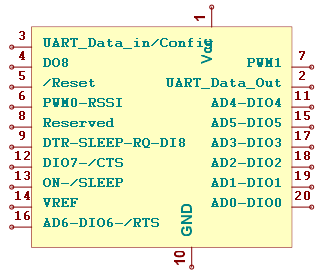 1
Vcc
3 UART_Data_in/Config
4 DO8 PWM1 7
5 /Reset UART_Data_Out 2
6 PWM0-RSSI AD4-DIO4 11
8 Reserved AD5-DIO5 15
9 DTR-SLEEP-RQ-DI8 AD3-DIO3 17
12 DIO7-/CTS AD2-DIO2 18
13 ON-/SLEEP AD1-DIO1 19
14 VREF AD0-DIO0 20
16 AD6-DIO6-/RTS
GND
10